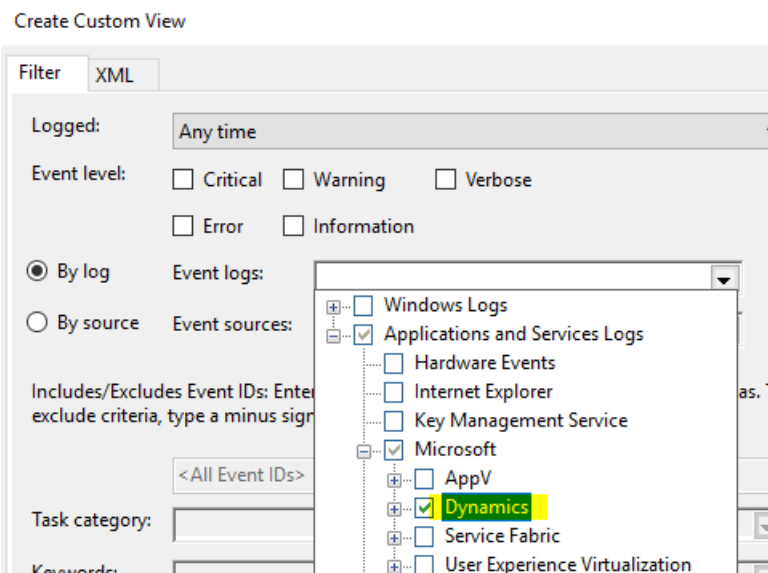 Create Custom View
Filter XML
Logged: Any time
Event level: Critical Warning Verbose
Error Information
By log Event logs:
Windows Logs
By source Event sources:
Applications and Services Logs
Hardware Events
Includes/Excludes Event IDs: Enter
Internet Explorer
as.
exclude criteria, type a minus sign
Key Management Service
Microsoft
<All Event IDs>
AppV
Dynamics
Task category:
Service Fabric
User Experience Virtualization
Keywords: